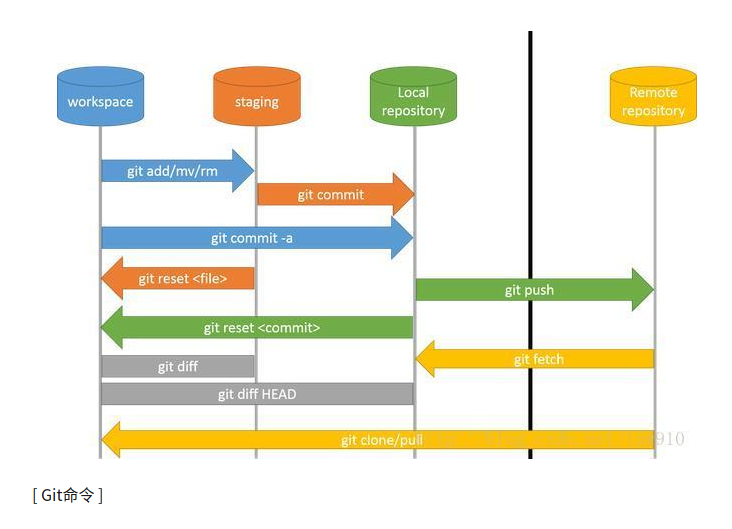 workspace
staging
Local
repository
Remote
repository
git add/mv/rm
git commit
git commit -a
git reset <file>
git push
git reset <commit>
git fetch
git diff
git diff HEAD
git clone/pull
910
[ Git命令 ]